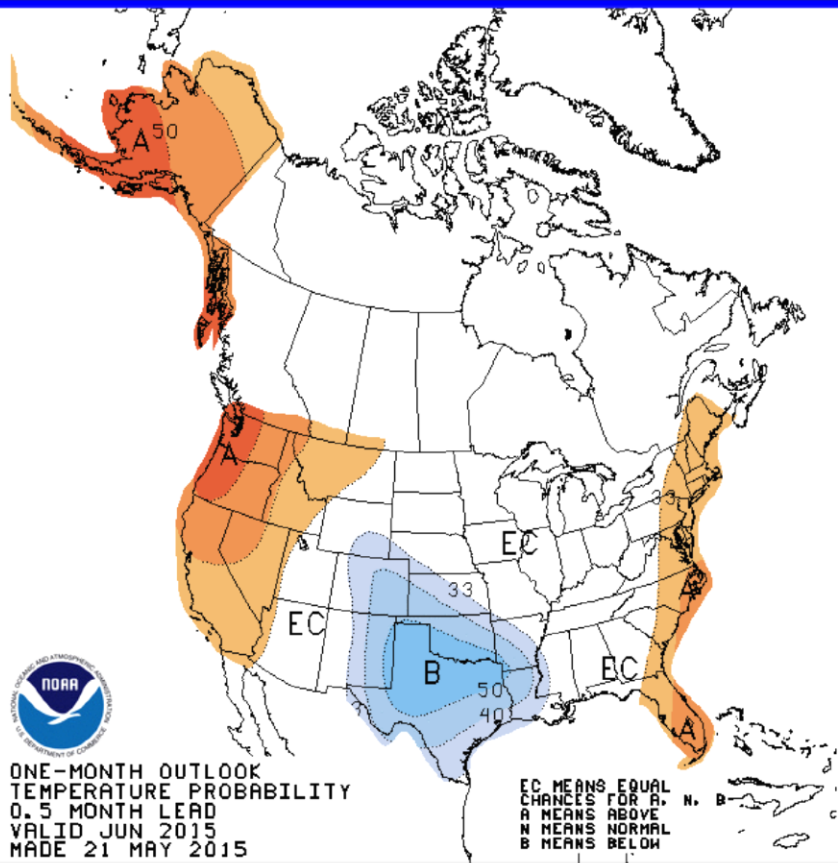 A 50
A
33
EC
33
A
EC
B
50
40
EC
A
NATIONAL OCEANIC AND ATMOSPHERIC ADMINISTRATION
NOAA
U.S. DEPARTMENT OF COMMERCE
ONE-MONTH OUTLOOK
TEMPERATURE PROBABILITY
0.5 MONTH LEAD
VALID JUN 2015
MADE 21 MAY 2015
EC MEANS EQUAL
CHANCES FOR A, N, B
A MEANS ABOVE
N MEANS NORMAL
B MEANS BELOW